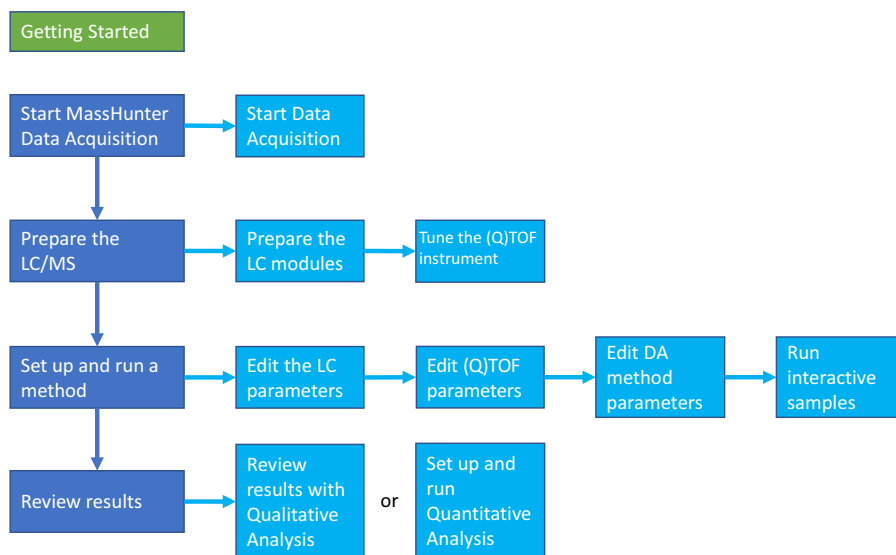 Getting Started
Start MassHunter
Data Acquisition
Start Data
Acquisition
Prepare the
LC/MS
Prepare the
LC modules
Tune the (Q)TOF
instrument
Set up and run a
method
Edit the LC
parameters
Edit (Q)TOF
parameters
Edit DA
method
parameters
Run
interactive
samples
Review results
Review
results with
Qualitative
Analysis
or
Set up and
run
Quantitative
Analysis